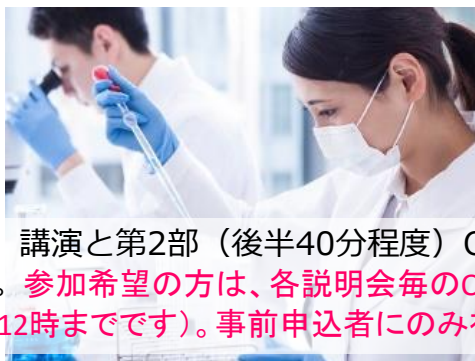 講演と第2部（後半40分程度）
。参加希望の方は、各説明会毎の
12時までです）。事前申込者にのみ